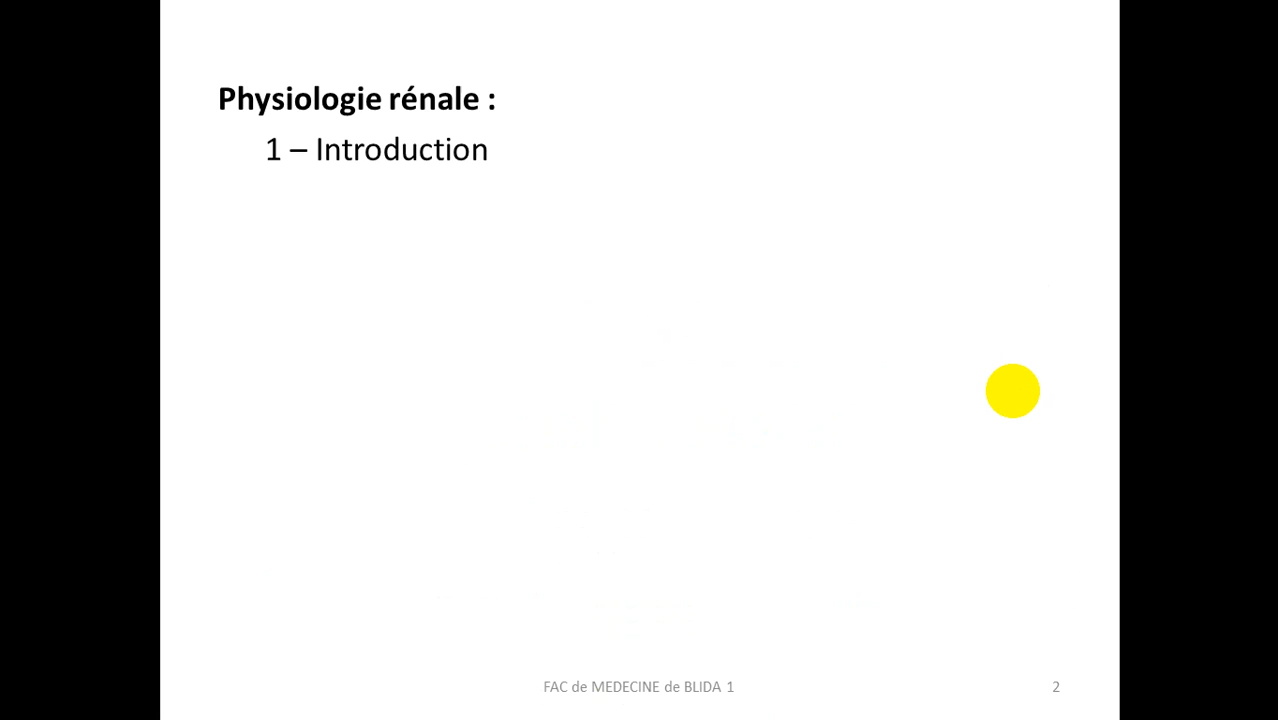 Physiologie rénale :
1 – Introduction
FAC de MEDECINE de BLIDA 1
2